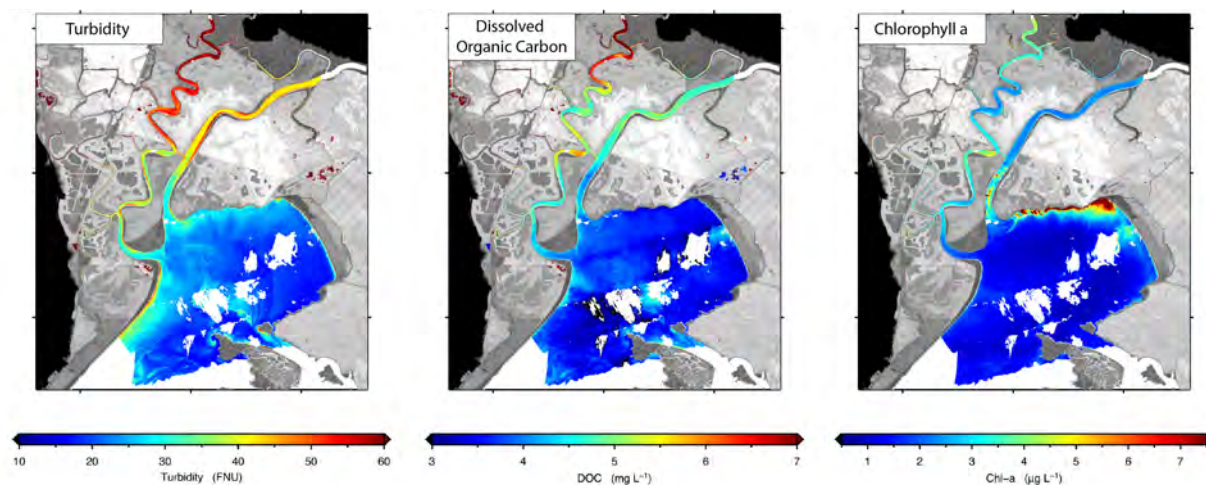 Turbidity
Dissolved
Organic Carbon
Chlorophyll a
10 20 30 40 50 60
Turbidity (FNU)
3 4 5 6 7
DOC (mg L⁻¹)
1 2 3 4 5 6 7
Chl-a (µg L⁻¹)